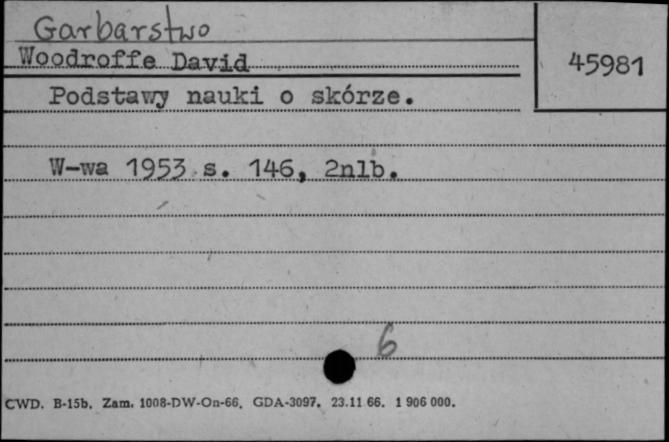 Garbarstwo
Woodroffe David
45981
Podstawy nauki o skórze.
W-wa 1953 s. 146, 2nlb.
6
CWD. B-15b. Zam. 1008-DW-On-66. GDA-3097. 23.11 66. 1 906 000.